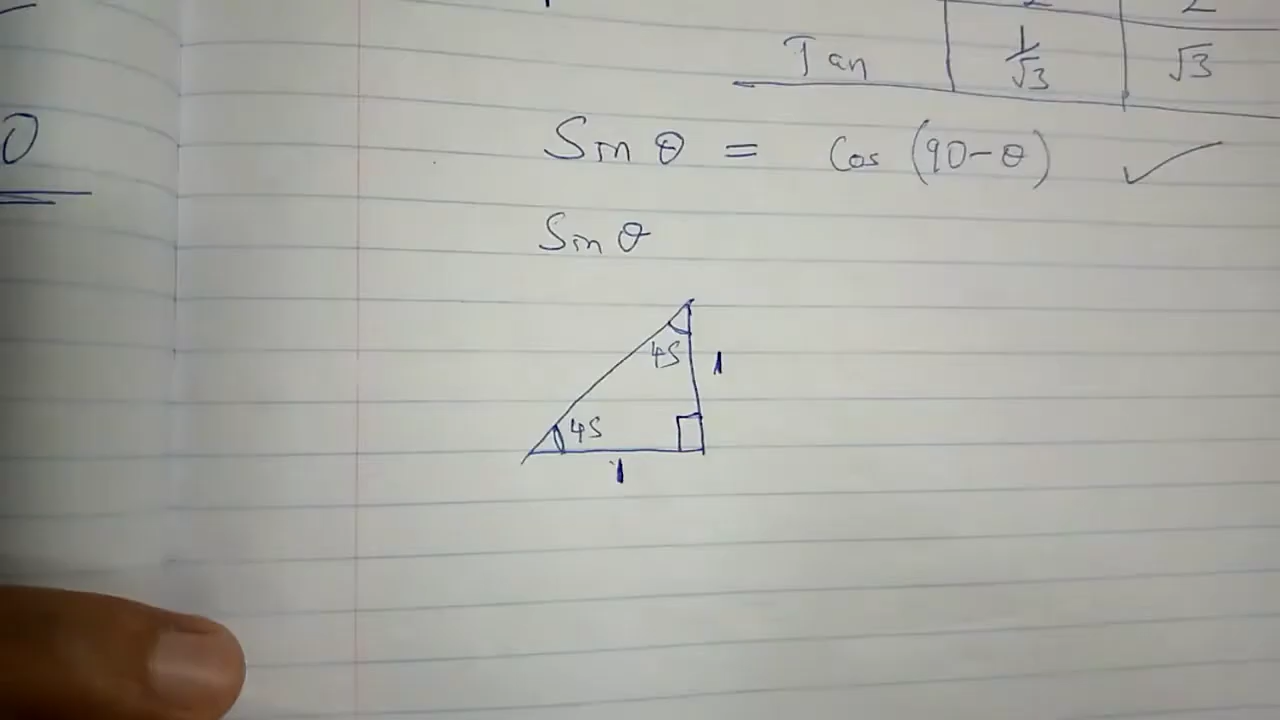 Tan 1/√3 √3
Sin θ = Cos (90-θ) ✓
Sin θ
45
1
45
1